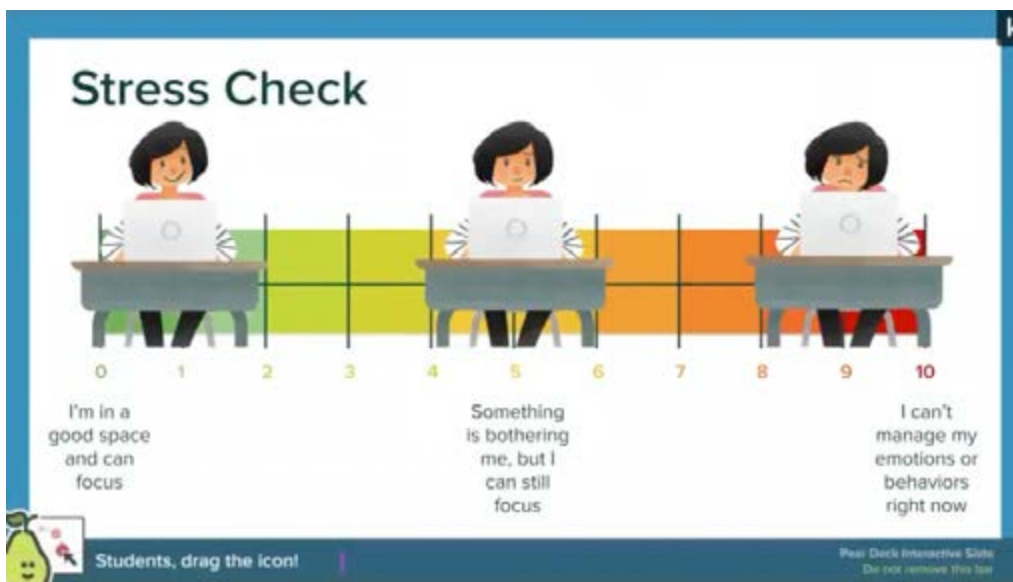 Stress Check
0 1 2 3 4 5 6 7 8 9 10
I'm in a
good space
and can
focus
Something
is bothering
me, but I
can still
focus
I can't
manage my
emotions or
behaviors
right now
Students, drag the icon!
Pear Deck Interactive Slide
Do not remove this bar